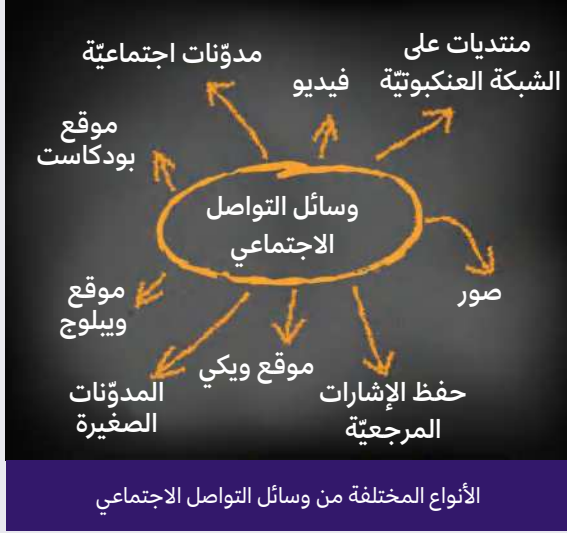 منتديات على
الشبكة العنكبوتيّة
فيديو
مدوّنات اجتماعيّة
موقع
بودكاست
وسائل التواصل
الاجتماعي
صور
موقع
ويبلوج
موقع ويكي
حفظ الإشارات
المرجعيّة
المدوّنات
الصغيرة
الأنواع المختلفة من وسائل التواصل الاجتماعي